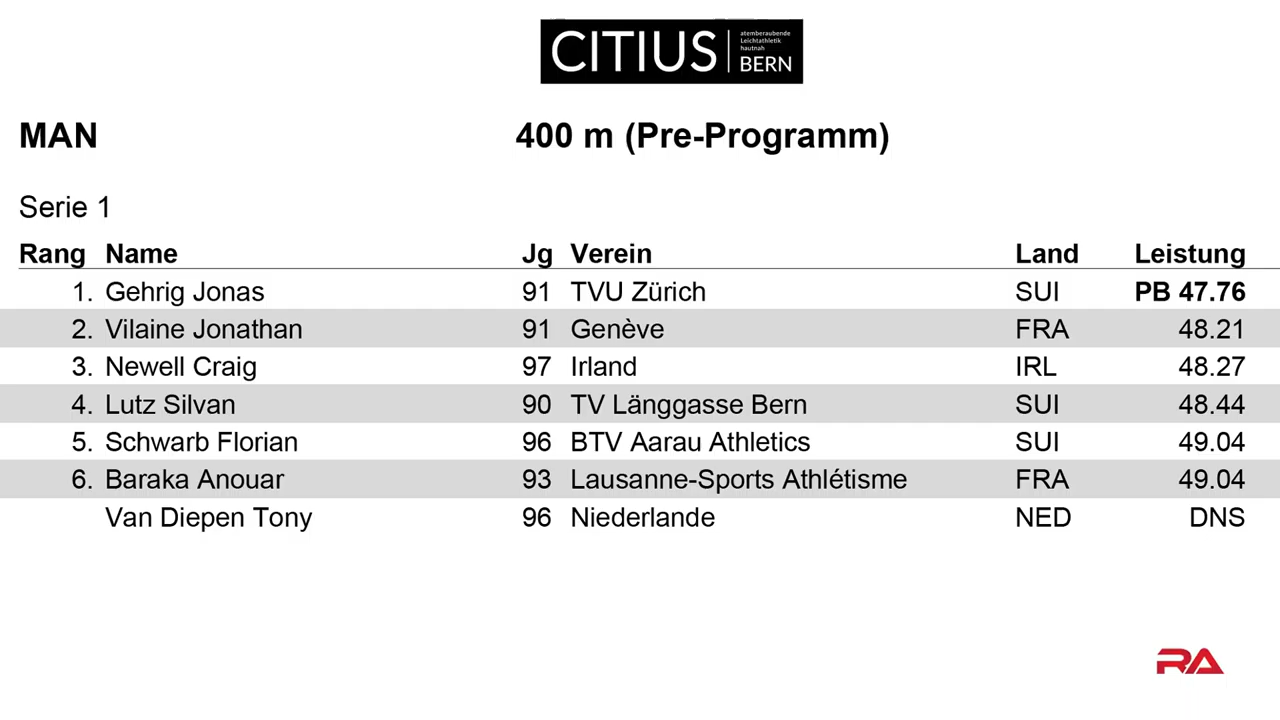 CITIUS
atemberaubende
Leichtathletik
hautnah
BERN
MAN 400 m (Pre-Programm)
Serie 1
Rang Name Jg Verein Land Leistung
1. Gehrig Jonas 91 TVU Zürich SUI PB 47.76
2. Vilaine Jonathan 91 Genève FRA 48.21
3. Newell Craig 97 Irland IRL 48.27
4. Lutz Silvan 90 TV Länggasse Bern SUI 48.44
5. Schwarb Florian 96 BTV Aarau Athletics SUI 49.04
6. Baraka Anouar 93 Lausanne-Sports Athlétisme FRA 49.04
Van Diepen Tony 96 Niederlande NED DNS
RA